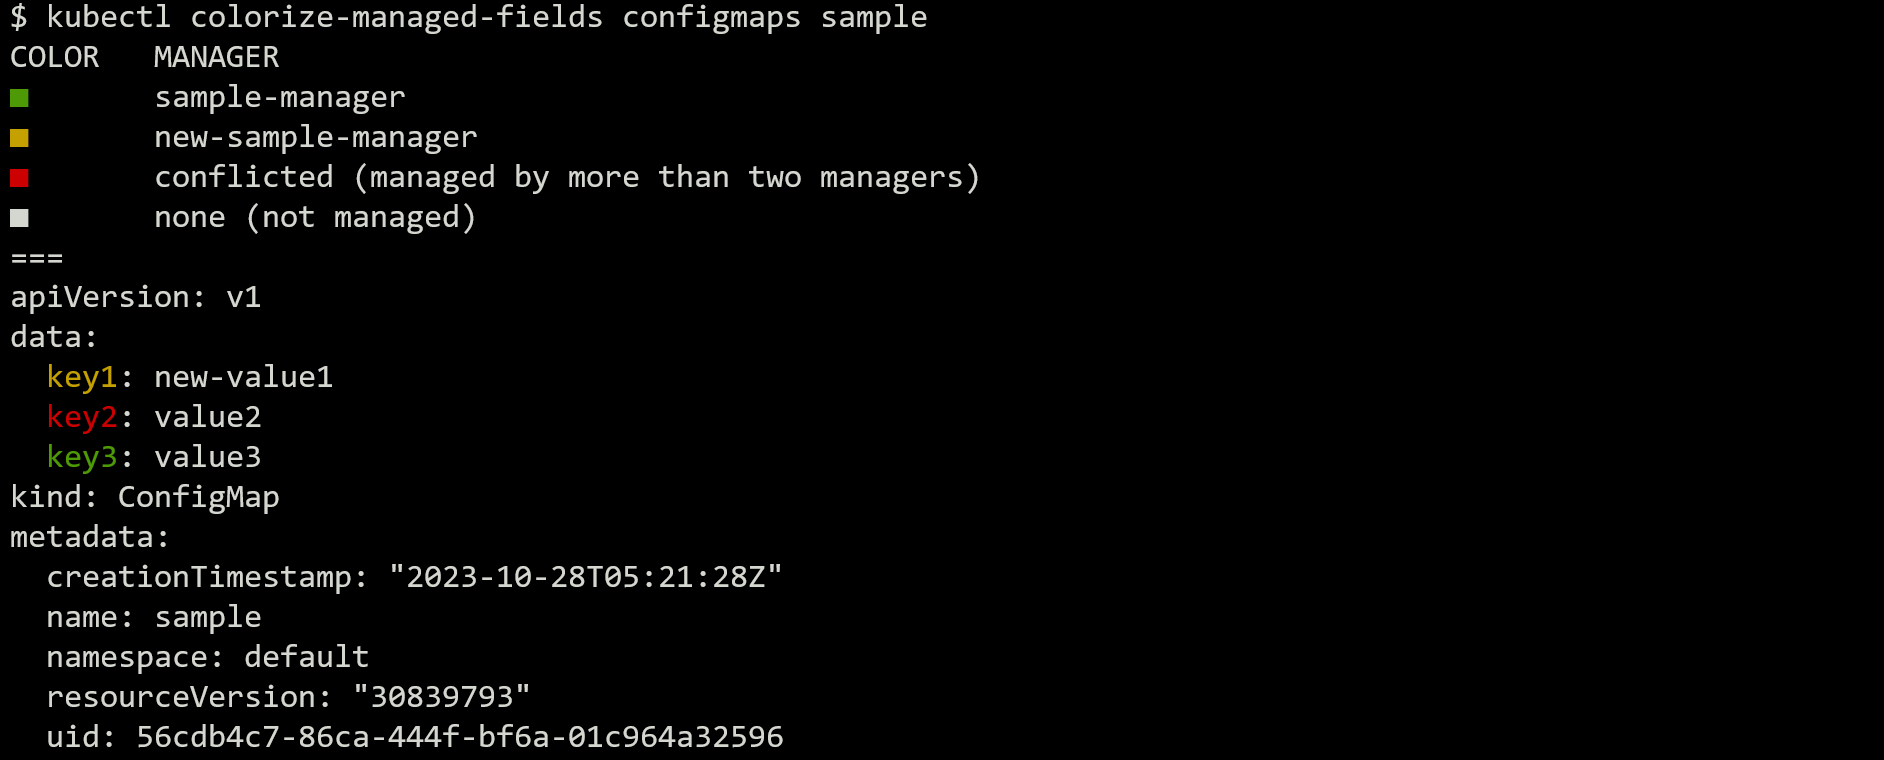 $ kubectl colorize-managed-fields configmaps sample
COLOR   MANAGER
■       sample-manager
■       new-sample-manager
■       conflicted (managed by more than two managers)
■       none (not managed)
===
apiVersion: v1
data:
  key1: new-value1
  key2: value2
  key3: value3
kind: ConfigMap
metadata:
  creationTimestamp: "2023-10-28T05:21:28Z"
  name: sample
  namespace: default
  resourceVersion: "30839793"
  uid: 56cdb4c7-86ca-444f-bf6a-01c964a32596